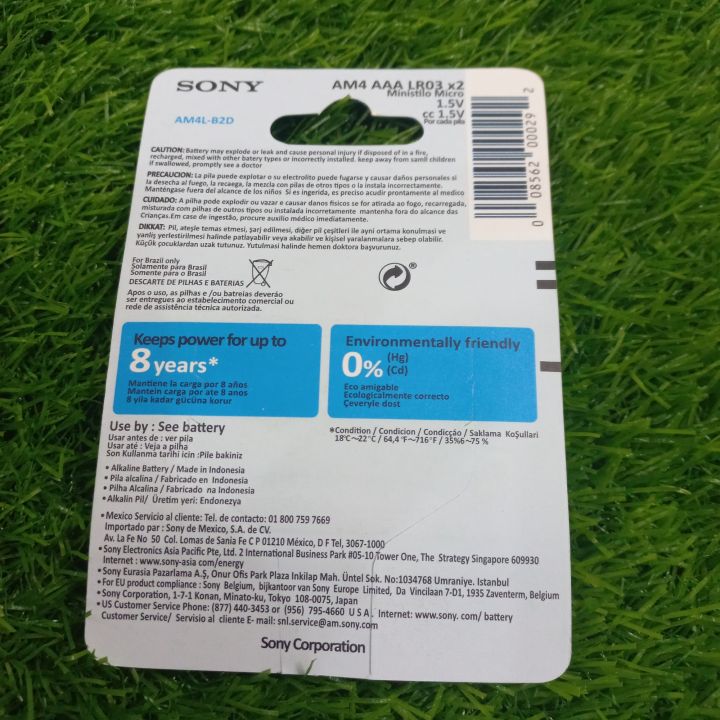 SONY
AM4 AAA LR03 x2
Ministilo Micro
1.5V
cc 1,5V
Por cada pila
AM4L-B2D
0 08562 00029 2
CAUTION: Battery may explode or leak and cause personal injury if disposed of in a fire,
recharged, mixed with other batery types or incorrectly installed. keep away from samll children
if swallowed, promptly see a doctor
PRECAUCION: La pila puede explotar o su electrolito puede fugarse y causar daños personales si
la desecha al fuego, la recaega, la mezcla con pilas de otros tipos o la instala incorrectamente.
Manténgase fuera del alcance de los niños Si es ingerida, es preciso acudir prontamente al medico
CUIDADO: A pilha pode explodir ou vazar e causar danos físicos se for atirada ao fogo, recarregada,
misturada com pilhas de outros tipos ou instalada incorretamente mantenha fora do alcance das
Crianças.Em case de ingestão, procure auxilio médico imediatamente.
DIKKAT: Pil, ateşle temas etmesi, şarj edilmesi, diğer pil çeşitleri ile ayni ortama konulmasi ve
yanliş yerlestirilmesi halinde patlayabilir veya akabilir ve kişisel yaralanmalara sebep olabilir.
Küçük çocuklardan uzak tutunuz. Yutulmasi halinde hemen doktora başvurunuz.
For Brazil only
Solamente pára Brasil
Somente para o Brasil
DESCARTE DE PILHAS E BATERIAS
Apos o uso, as pilhas e /ou batreias deverão
ser entregues ao estabelecimento comercial ou
rede de assistência técnica autorizada.
®
Keeps power for up to
8 years*
Mantiene la carga por 8 años
Mantein carga por ate 8 anos
8 yila kadar gücüna korur
Environmentally friendly
0% (Hg)
(Cd)
Eco amigable
Ecologicalmente correcto
Çeveryle dost
Use by : See battery
Usar antes de : ver pila
Usar até : Veja a pilha
Son Kullanma tarihi icin :Pile bakiniz
*Condition / Condicion / Condicção / Saklama KoŞullari
18℃~22℃ / 64,4 ℉~716℉ / 35%6~75 %
• Alkaline Battery / Made in Indonesia
• Pila alcalina / Fabricado en Indonesia
• Pilha Alcalina / Fabricado na Indonesia
• Alkalin Pil/ Üretim yeri: Endonezya
• Mexico Servicio al cliente: Tel. de contacto: 01 800 759 7669
Importado por : Sony de Mexico, S.A. de CV.
Av. La Fe No 50 Col. Lomas de Sania Fe C P 01210 México, D F Tel, 3067-1000
• Sony Electronics Asia Pacific Pte, Ltd. 2 International Business Park #05-10 Tower One, The Strategy Singapore 609930
Internet : www.sony-asia.com/energy
• Sony Eurasia Pazarlama A.Ş, Onur Ofis Park Plaza Inkilap Mah. Üntel Sok. No:1034768 Umraniye. Istanbul
• For EU product compliance : Sony Belgium, bijkantoor van Sony Europe Limited, Da Vincilaan 7-D1, 1935 Zaventerm, Belgium
• Sony Corporation, 1-7-1 Konan, Minato-ku, Tokyo 108-0075, Japan
• US Customer Service Phone: (877) 440-3453 or (956) 795-4660 U S A . Internet: www.sony. com/ battery
Customer Service/ Servisio al cliente E- mail: snl.service@am.sony.com
Sony Corporation